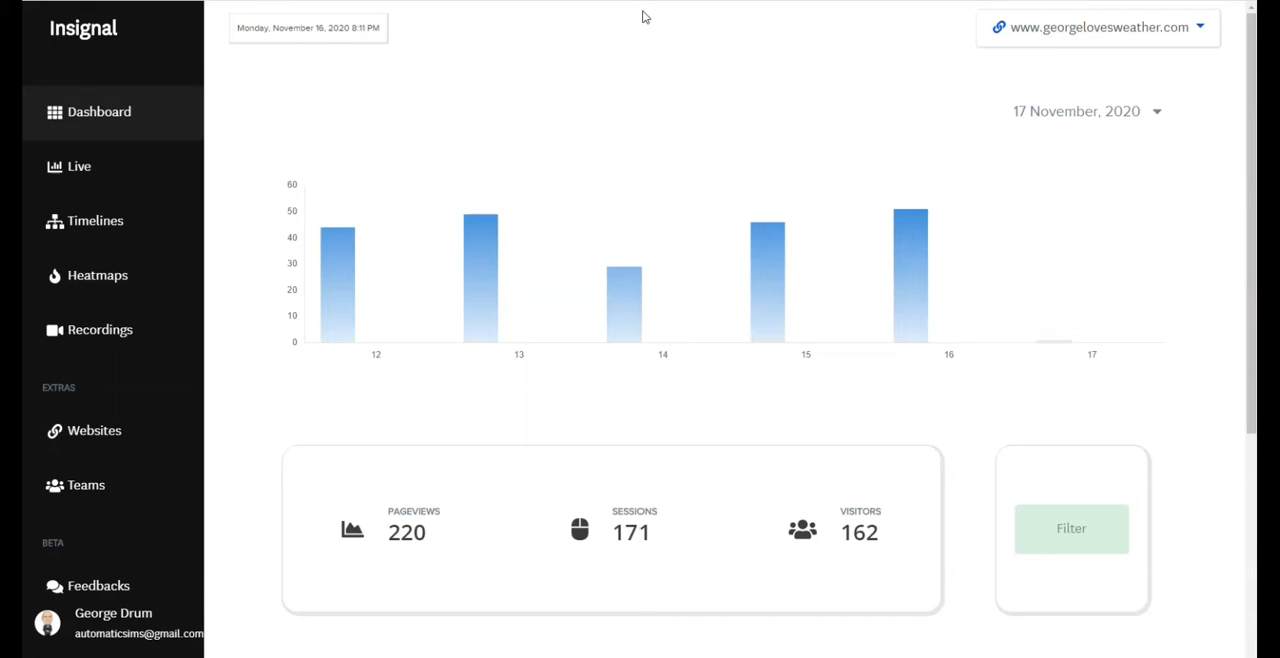 Insignal
Monday, November 16, 2020 8:11 PM
www.georgelovesweather.com
Dashboard
Live
Timelines
Heatmaps
Recordings
EXTRAS
Websites
Teams
BETA
Feedbacks
George Drum
automaticsims@gmail.com
17 November, 2020
60
50
40
30
20
10
0
12 13 14 15 16 17
PAGEVIEWS
220
SESSIONS
171
VISITORS
162
Filter